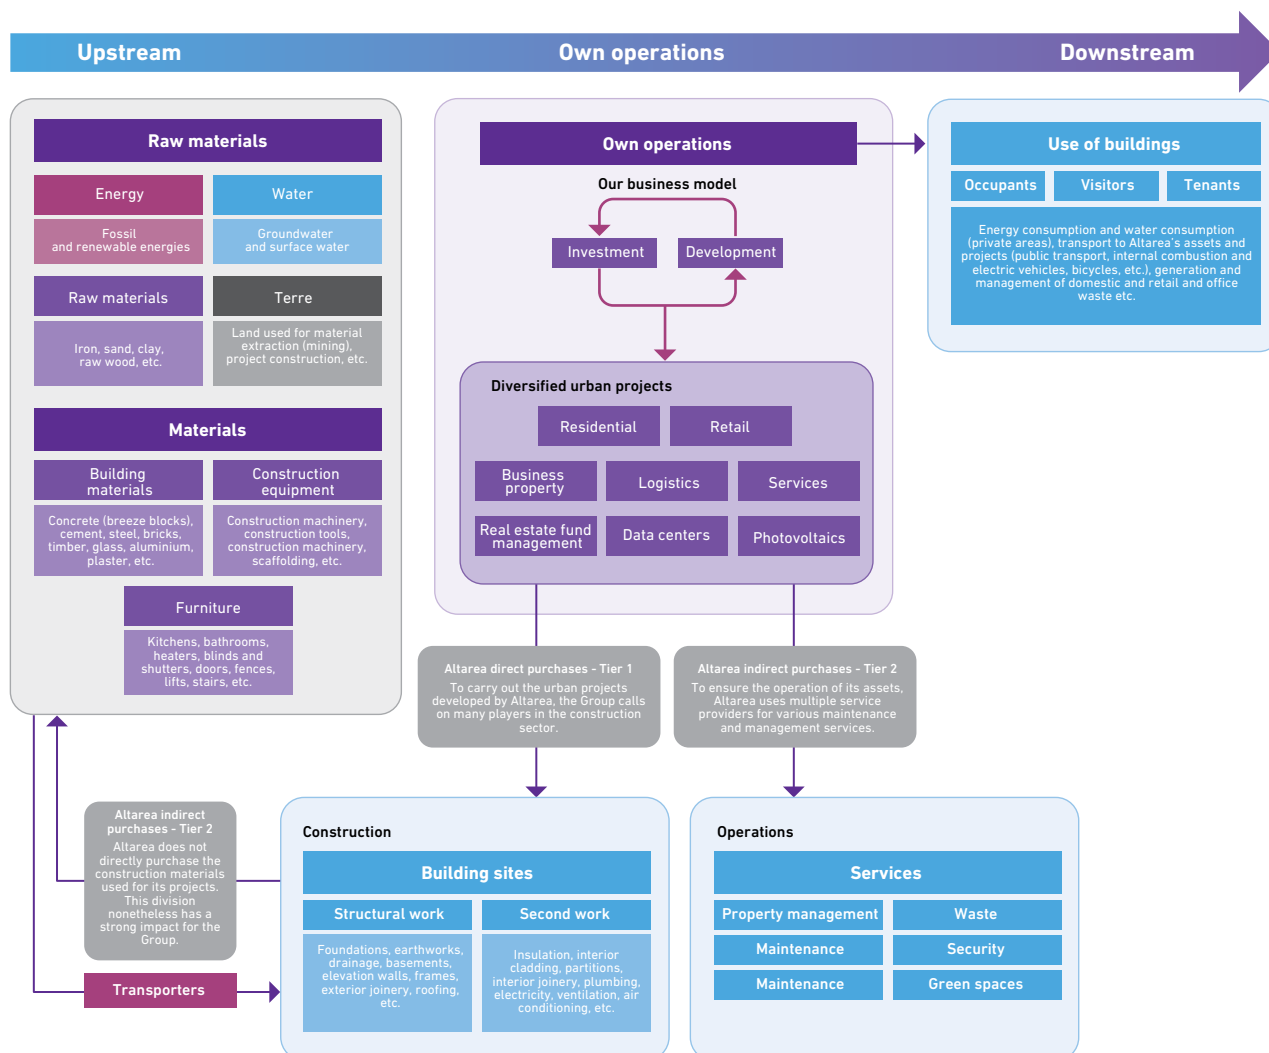 Upstream
Own operations
Downstream
Raw materials
Energy
Water
Fossil
and renewable energies
Groundwater
and surface water
Raw materials
Terre
Iron, sand, clay,
raw wood, etc.
Land used for material
extraction (mining),
project construction, etc.
Materials
Building
materials
Construction
equipment
Concrete (breeze blocks),
cement, steel, bricks,
timber, glass, aluminium,
plaster, etc.
Construction machinery,
construction tools,
construction machinery,
scaffolding, etc.
Furniture
Kitchens, bathrooms,
heaters, blinds and
shutters, doors, fences,
lifts, stairs, etc.
Own operations
Our business model
Investment
Development
Diversified urban projects
Residential
Retail
Business
property
Logistics
Services
Real estate fund
management
Data centers
Photovoltaics
Use of buildings
Occupants
Visitors
Tenants
Energy consumption and water consumption
(private areas), transport to Altarea's assets and
projects (public transport, internal combustion and
electric vehicles, bicycles, etc.), generation and
management of domestic and retail and office
waste etc.
Altarea direct purchases - Tier 1
To carry out the urban projects
developed by Altarea, the Group calls
on many players in the construction
sector.
Altarea indirect purchases - Tier 2
To ensure the operation of its assets,
Altarea uses multiple service
providers for various maintenance
and management services.
Altarea indirect
purchases - Tier 2
Altarea does not
directly purchase the
construction materials
used for its projects.
This division
nonetheless has a
strong impact for the
Group.
Transporters
Construction
Building sites
Structural work
Second work
Foundations, earthworks,
drainage, basements,
elevation walls, frames,
exterior joinery, roofing,
etc.
Insulation, interior
cladding, partitions,
interior joinery, plumbing,
electricity, ventilation, air
conditioning, etc.
Operations
Services
Property management
Waste
Maintenance
Security
Maintenance
Green spaces